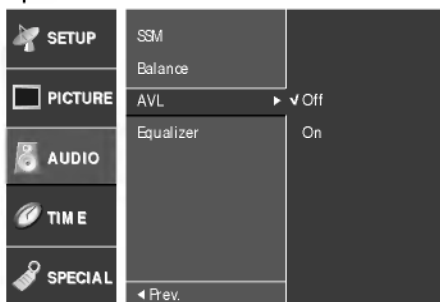 SETUP
PICTURE
AUDIO
TIME
SPECIAL
SSM
Balance
AVL ▶
Equalizer
◀ Prev.
√ Off
On